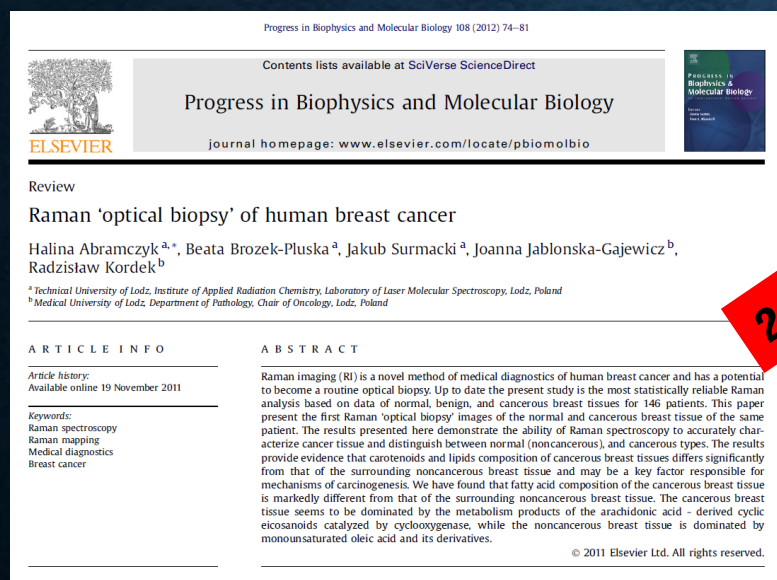 Progress in Biophysics and Molecular Biology 108 (2012) 74–81
Contents lists available at SciVerse ScienceDirect
Progress in Biophysics and Molecular Biology
journal homepage: www.elsevier.com/locate/pbiomolbio
ELSEVIER
PROGRESS IN
Biophysics &
Molecular Biology
Review
Raman ‘optical biopsy’ of human breast cancer
Halina Abramczyk a,*, Beata Brozek-Pluska a, Jakub Surmacki a, Joanna Jablonska-Gajewicz b,
Radzisław Kordek b
a Technical University of Lodz, Institute of Applied Radiation Chemistry, Laboratory of Laser Molecular Spectroscopy, Lodz, Poland
b Medical University of Lodz, Department of Pathology, Chair of Oncology, Lodz, Poland
ARTICLE INFO
Article history:
Available online 19 November 2011
Keywords:
Raman spectroscopy
Raman mapping
Medical diagnostics
Breast cancer
ABSTRACT
Raman imaging (RI) is a novel method of medical diagnostics of human breast cancer and has a potential
to become a routine optical biopsy. Up to date the present study is the most statistically reliable Raman
analysis based on data of normal, benign, and cancerous breast tissues for 146 patients. This paper
present the first Raman ‘optical biopsy’ images of the normal and cancerous breast tissue of the same
patient. The results presented here demonstrate the ability of Raman spectroscopy to accurately char-
acterize cancer tissue and distinguish between normal (noncancerous), and cancerous types. The results
provide evidence that carotenoids and lipids composition of cancerous breast tissues differs significantly
from that of the surrounding noncancerous breast tissue and may be a key factor responsible for
mechanisms of carcinogenesis. We have found that fatty acid composition of the cancerous breast tissue
is markedly different from that of the surrounding noncancerous breast tissue. The cancerous breast
tissue seems to be dominated by the metabolism products of the arachidonic acid - derived cyclic
eicosanoids catalyzed by cyclooxygenase, while the noncancerous breast tissue is dominated by
monounsaturated oleic acid and its derivatives.
© 2011 Elsevier Ltd. All rights reserved.
2